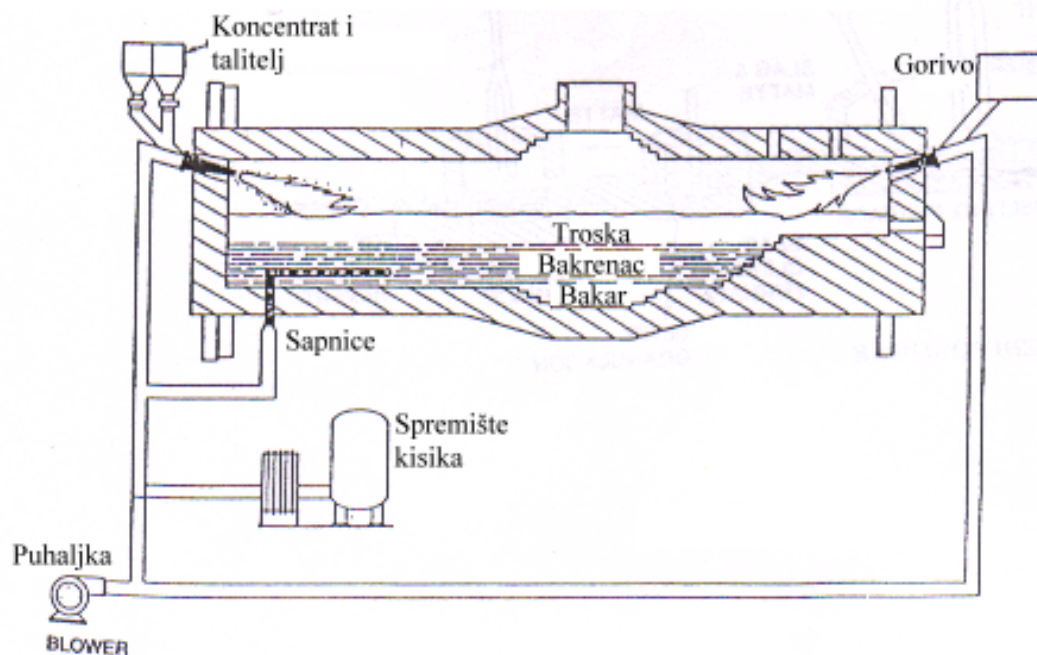 Koncentrat i
talitelj
Gorivo
Troska
Bakrenac
Bakar
Sapnice
Spremište
kisika
Puhaljka
BLOWER